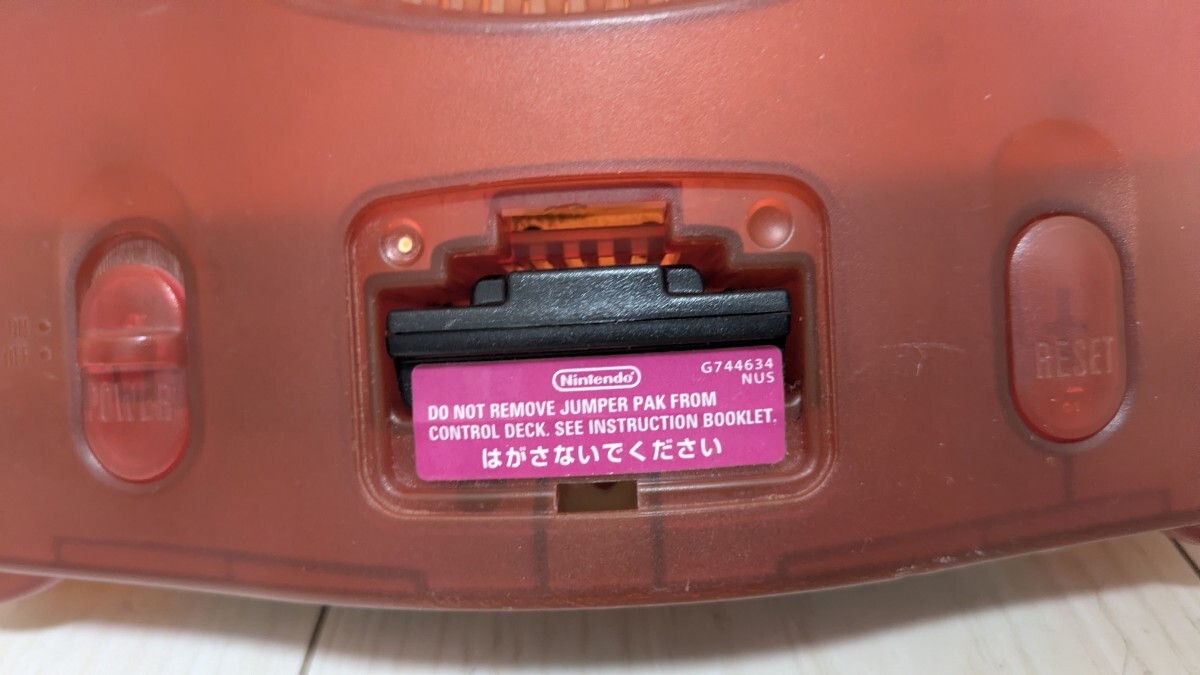 Nintendo
G744634
NUS
DO NOT REMOVE JUMPER PAK FROM
CONTROL DECK. SEE INSTRUCTION BOOKLET.
はがさないでください
POWER
RESET